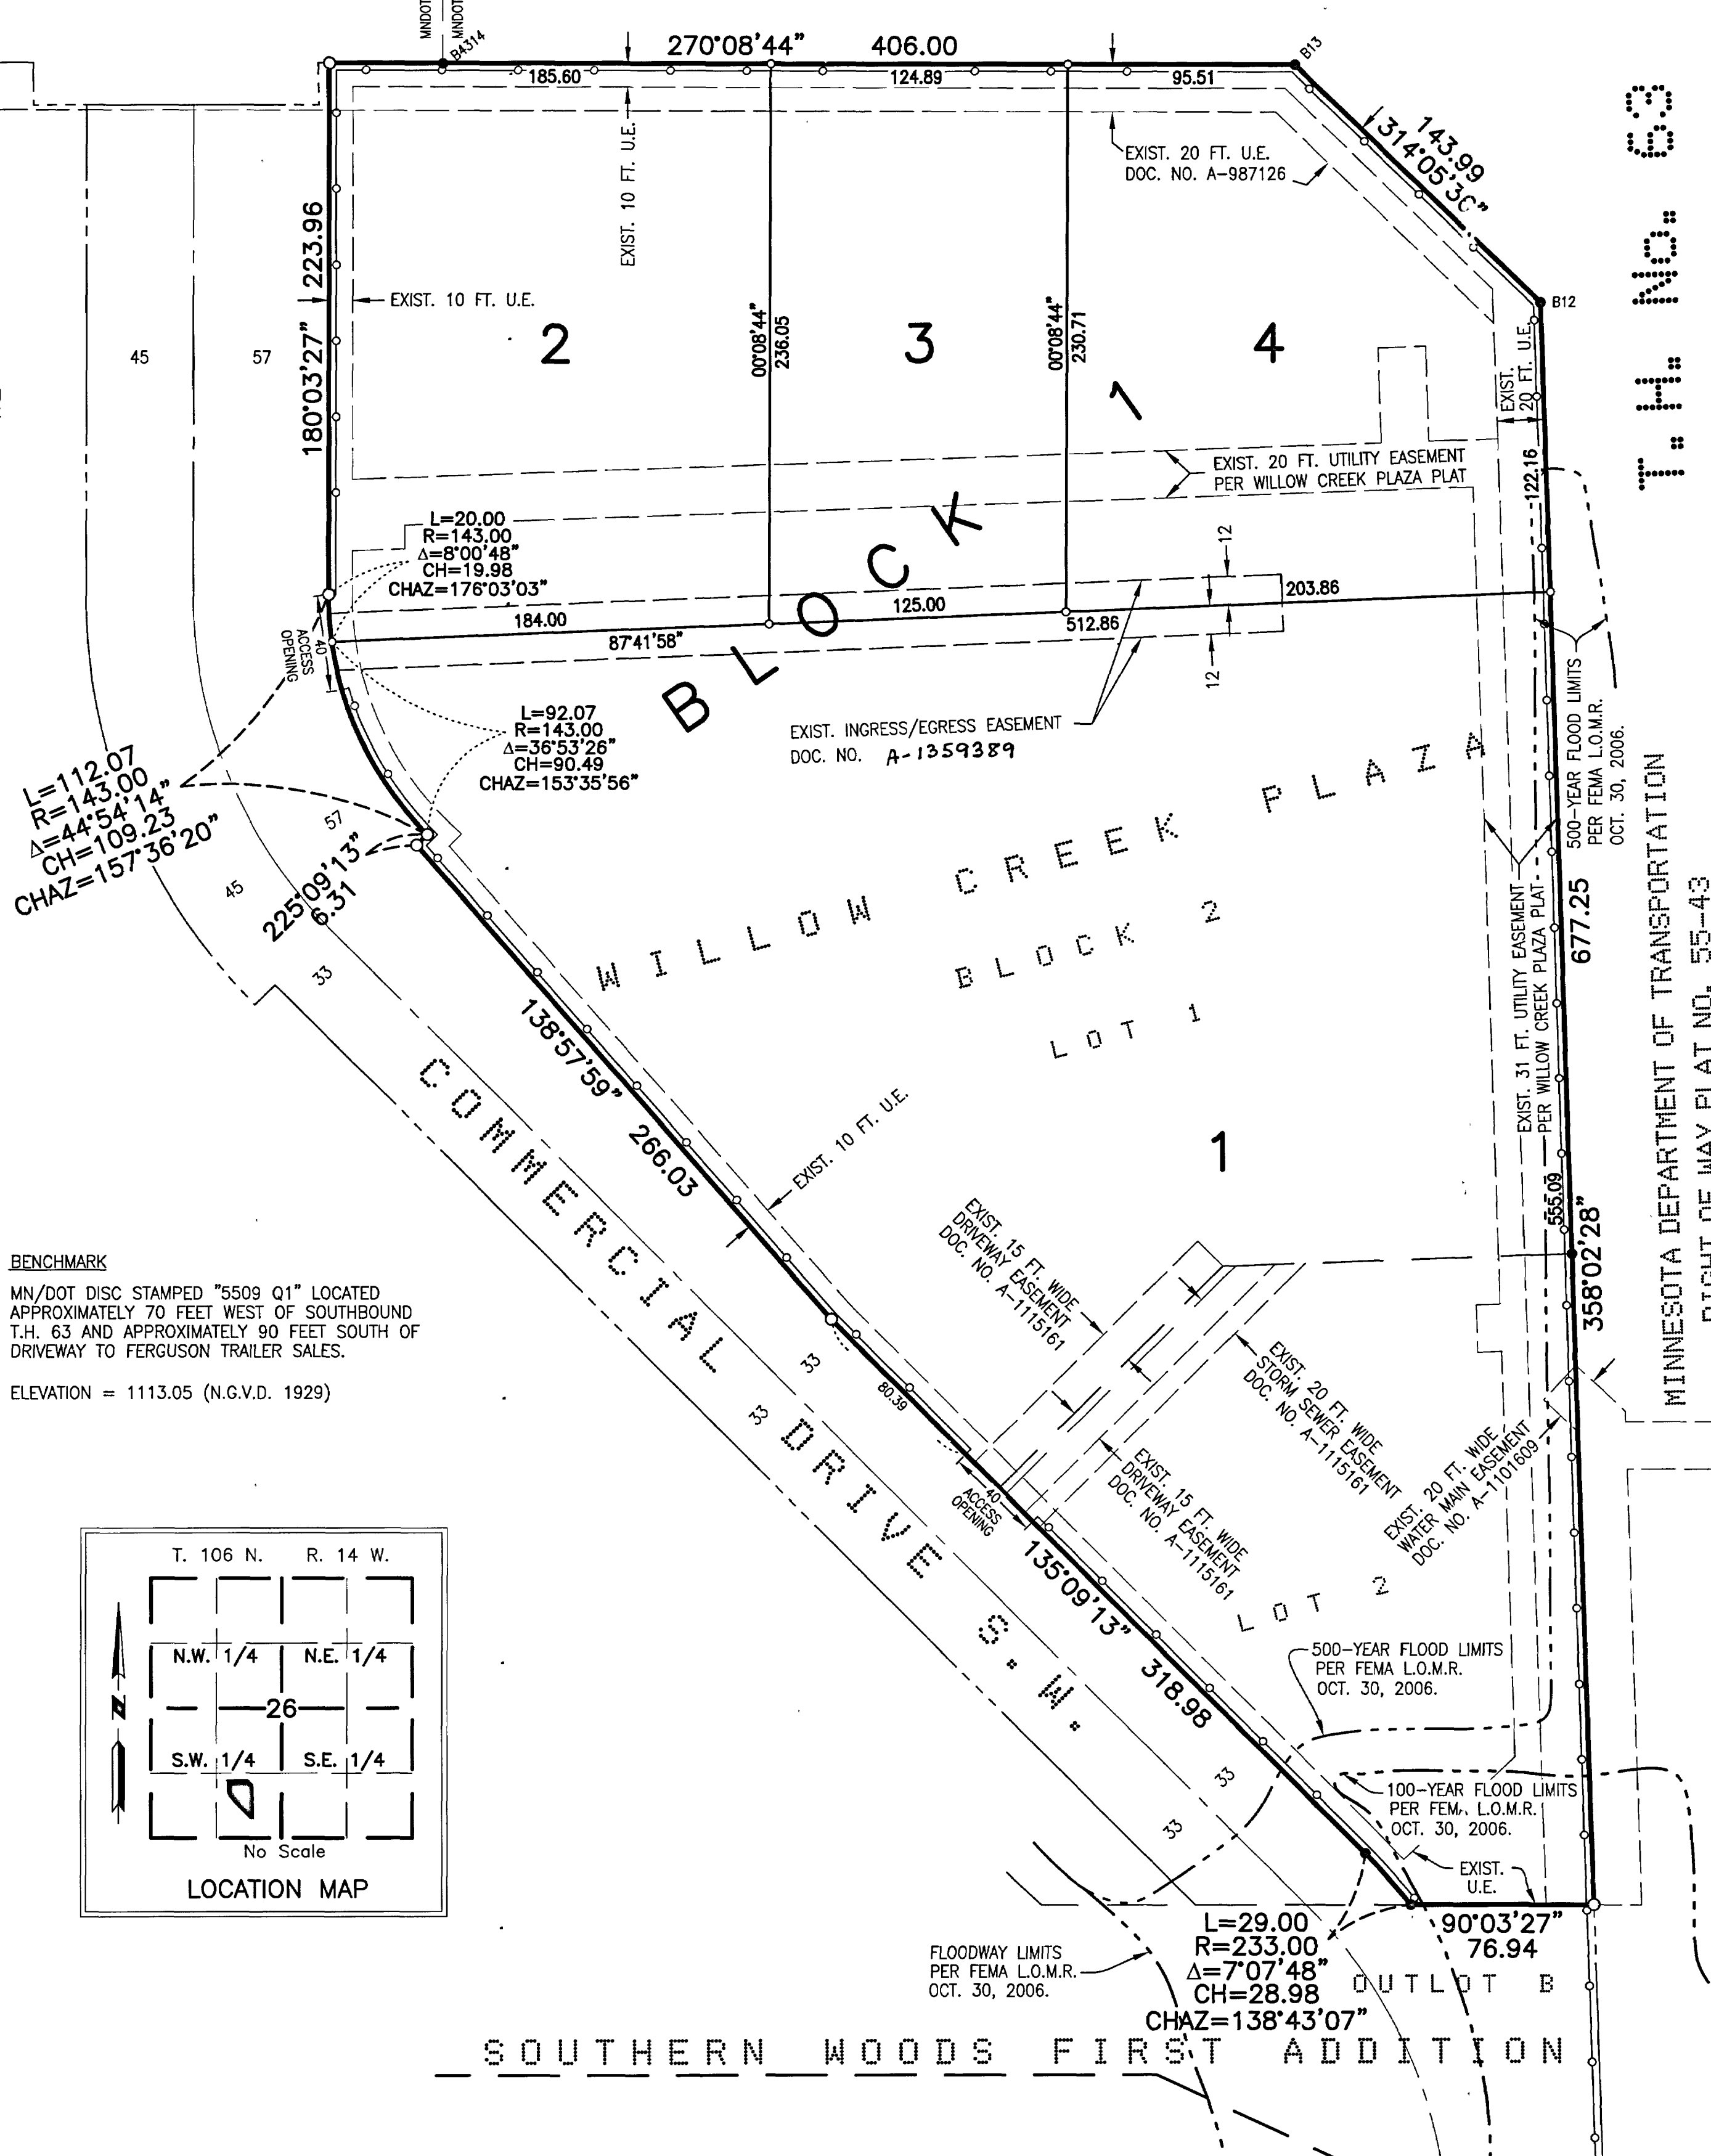 MNDOT
MNDOT
B4314
270°08'44" 406.00
B13
185.60
124.89
95.51
EXIST. 10 FT. U.E.
EXIST. 20 FT. U.E.
DOC. NO. A-987126
143.99
314°05'30"
T.H. No. 63
180°03'27" 223.96
EXIST. 10 FT. U.E.
B12
45
57
2
3
4
00°08'44"
236.05
00°08'44"
230.71
EXIST.
20 FT. U.E.
122.16
BLOCK 1
EXIST. 20 FT. UTILITY EASEMENT
PER WILLOW CREEK PLAZA PLAT
L=20.00
R=143.00
Δ=8°00'48"
CH=19.98
CHAZ=176°03'03"
12
203.86
184.00
125.00
512.86
87°41'58"
12
40
ACCESS
OPENING
500-YEAR FLOOD LIMITS
PER FEMA L.O.M.R.
OCT. 30, 2006.
L=92.07
R=143.00
Δ=36°53'26"
CH=90.49
CHAZ=153°35'56"
EXIST. INGRESS/EGRESS EASEMENT
DOC. NO. A-1359389
L=112.07
R=143.00
Δ=44°54'14"
CH=109.23
CHAZ=157°36'20"
57
45
33
225°09'13"
6.31
WILLOW CREEK PLAZA
BLOCK 2
LOT 1
677.25
EXIST. 31 FT. UTILITY EASEMENT
PER WILLOW CREEK PLAZA PLAT
MINNESOTA DEPARTMENT OF TRANSPORTATION
RIGHT OF WAY PLAT NO. 55-43
138°57'59"
266.03
EXIST. 10 FT. U.E.
1
555.09
358°02'28"
COMMERCIAL DRIVE S.W.
EXIST. 15 FT. WIDE
DRIVEWAY EASEMENT
DOC. NO. A-1115161
BENCHMARK
MN/DOT DISC STAMPED "5509 Q1" LOCATED
APPROXIMATELY 70 FEET WEST OF SOUTHBOUND
T.H. 63 AND APPROXIMATELY 90 FEET SOUTH OF
DRIVEWAY TO FERGUSON TRAILER SALES.
ELEVATION = 1113.05 (N.G.V.D. 1929)
33
33
80.39
EXIST. 20 FT. WIDE
STORM SEWER EASEMENT
DOC. NO. A-1115161
EXIST. 15 FT. WIDE
DRIVEWAY EASEMENT
DOC. NO. A-1115161
EXIST. 20 FT. WIDE
WATER MAIN EASEMENT
DOC. NO. A-1101609
40
ACCESS
OPENING
135°09'13"
318.98
LOT 2
T. 106 N. R. 14 W.
N.W. 1/4 N.E. 1/4
N
26
S.W. 1/4 S.E. 1/4
No Scale
LOCATION MAP
500-YEAR FLOOD LIMITS
PER FEMA L.O.M.R.
OCT. 30, 2006.
33
33
100-YEAR FLOOD LIMITS
PER FEMA L.O.M.R.
OCT. 30, 2006.
EXIST.
U.E.
L=29.00
R=233.00
Δ=7°07'48"
CH=28.98
CHAZ=138°43'07"
90°03'27"
76.94
FLOODWAY LIMITS
PER FEMA L.O.M.R.
OCT. 30, 2006.
OUTLOT B
SOUTHERN WOODS FIRST ADDITION